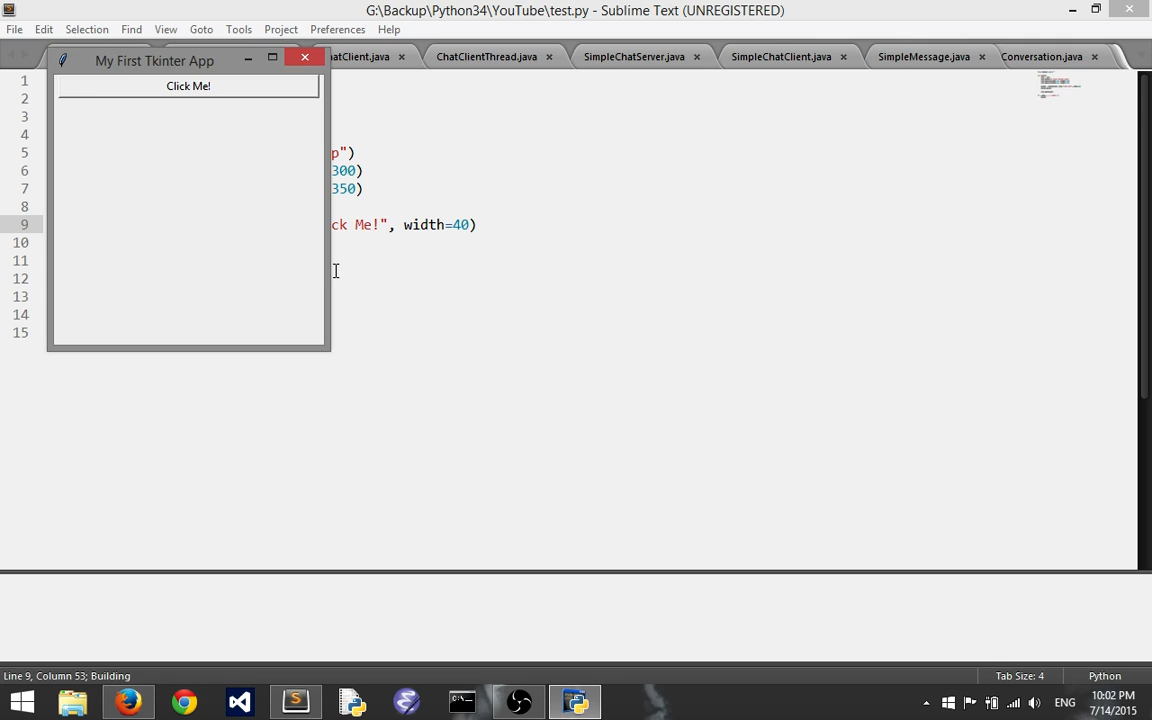 G:\Backup\Python34\YouTube\test.py - Sublime Text (UNREGISTERED)
File Edit Selection Find View Goto Tools Project Preferences Help
My First Tkinter App
hatClient.java
ChatClientThread.java
SimpleChatServer.java
SimpleChatClient.java
SimpleMessage.java
Conversation.java
Click Me!
1
2
3
4
5 p")
6 300)
7 350)
8
9 ck Me!", width=40)
10
11
12
13
14
15
Line 9, Column 53; Building
Tab Size: 4
Python
ENG
10:02 PM
7/14/2015